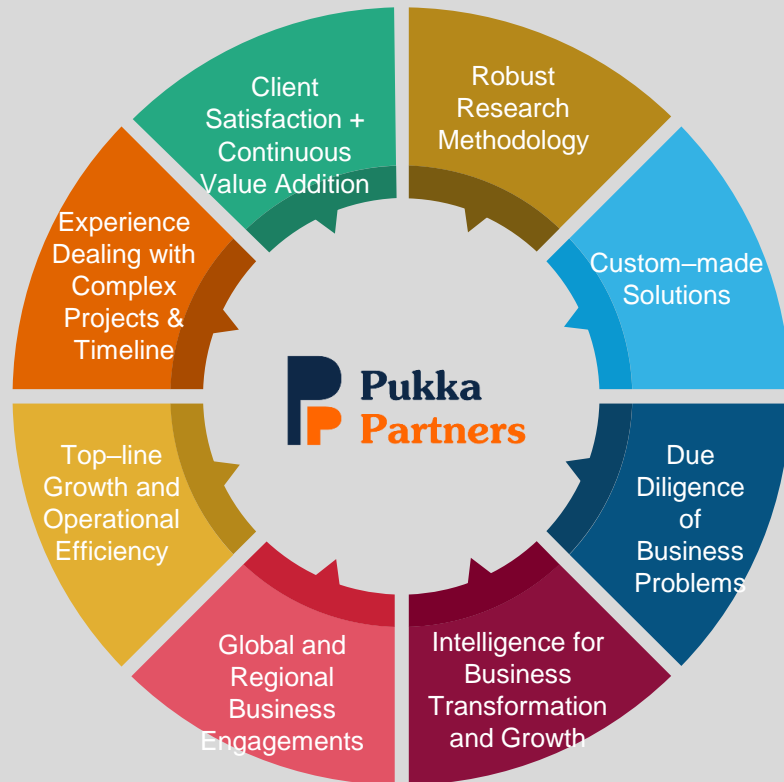 Client
Satisfaction +
Continuous
Value Addition
Robust
Research
Methodology
Custom–made
Solutions
Due
Diligence
of
Business
Problems
Intelligence for
Business
Transformation
and Growth
Global and
Regional
Business
Engagements
Top–line
Growth and
Operational
Efficiency
Experience
Dealing with
Complex
Projects &
Timeline
Pukka
Partners